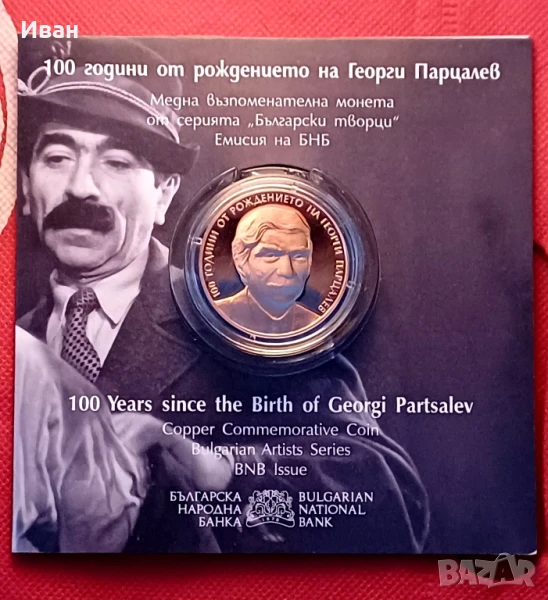 Иван
100 години от рождението на Георги Парцалев
Медна възпоменателна монета
от серията „Български творци“
Емисия на БНБ
100 ГОДИНИ ОТ РОЖДЕНИЕТО НА ГЕОРГИ ПАРЦАЛЕВ
100 Years since the Birth of Georgi Partsalev
Copper Commemorative Coin
Bulgarian Artists Series
BNB Issue
БЪЛГАРСКА
НАРОДНА
БАНКА
1879
BULGARIAN
NATIONAL
BANK
BAZAR